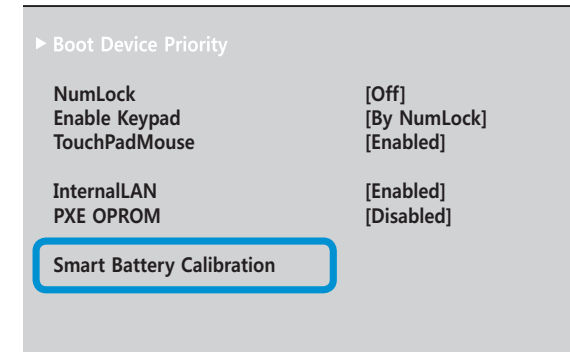 ▶ Boot Device Priority
NumLock [Off]
Enable Keypad [By NumLock]
TouchPadMouse [Enabled]
InternalLAN [Enabled]
PXE OPROM [Disabled]
Smart Battery Calibration